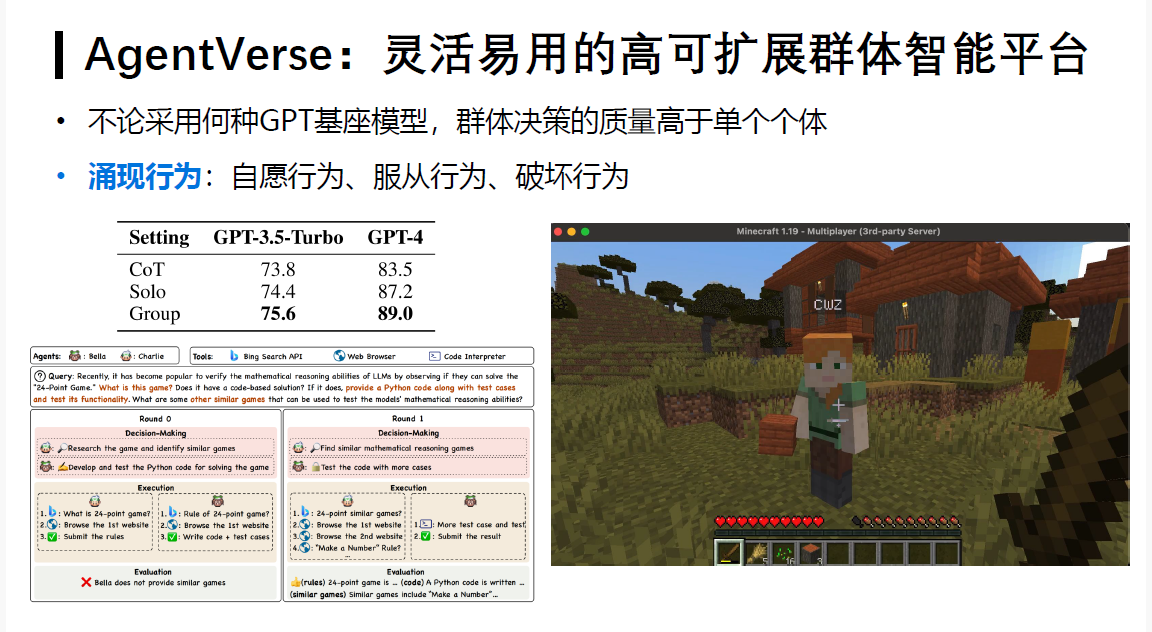 AgentVerse：灵活易用的高可扩展群体智能平台
• 不论采用何种GPT基座模型，群体决策的质量高于单个个体
• 涌现行为：自愿行为、服从行为、破坏行为
Setting GPT-3.5-Turbo GPT-4
CoT 73.8 83.5
Solo 74.4 87.2
Group 75.6 89.0
Agents: : Bella : Charlie Tools: Bing Search API Web Browser Code Interpreter
Query: Recently, it has become popular to verify the mathematical reasoning abilities of LLMs by observing if they can solve the
"24-Point Game." What is this game? Does it have a code-based solution? If it does, provide a Python code along with test cases
and test its functionality. What are some other similar games that can be used to test the models' mathematical reasoning abilities?
Round 0
Decision-Making
: Research the game and identify similar games
: Develop and test the Python code for solving the game
Execution
1. : What is 24-point game?
2. : Browse the 1st website
3. : Submit the rules
1. : Rule of 24-point game?
2. : Browse the 1st website
3. : Write code + test cases
Evaluation
Bella does not provide similar games
Round 1
Decision-Making
: Find similar mathematical reasoning games
: Test the code with more cases
Execution
1. : 24-point similar games?
2. : Browse the 1st website
3. : Browse the 2nd website
4. : "Make a Number" Rule?
...
1. : More test case and test
2. : Submit the result
Evaluation
(rules) 24-point game is ... (code) A Python code is written ...
(similar games) Similar games include "Make a Number"...
Minecraft 1.19 - Multiplayer (3rd-party Server)
CWZ
5 16 3